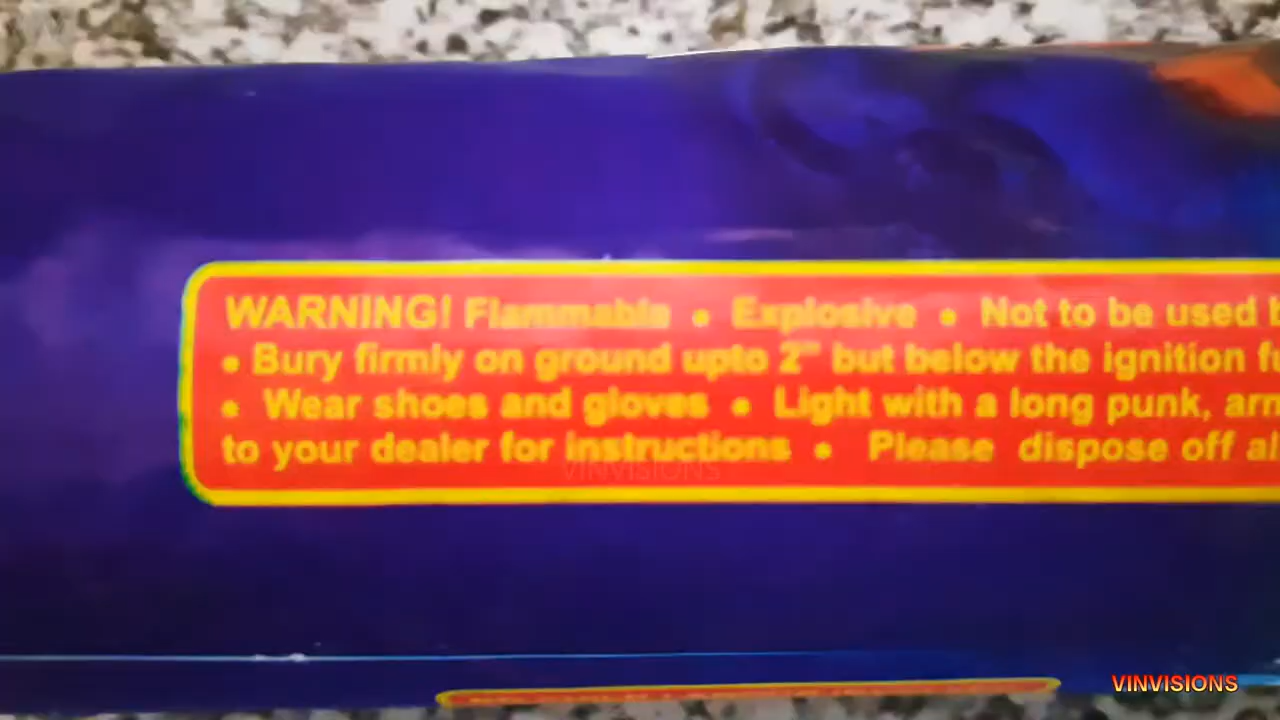 WARNING! Flammable • Explosive • Not to be used
• Bury firmly on ground upto 2" but below the ignition
• Wear shoes and gloves • Light with a long punk,
to your dealer for instructions • Please dispose off
VINVISIONS
VINVISIONS